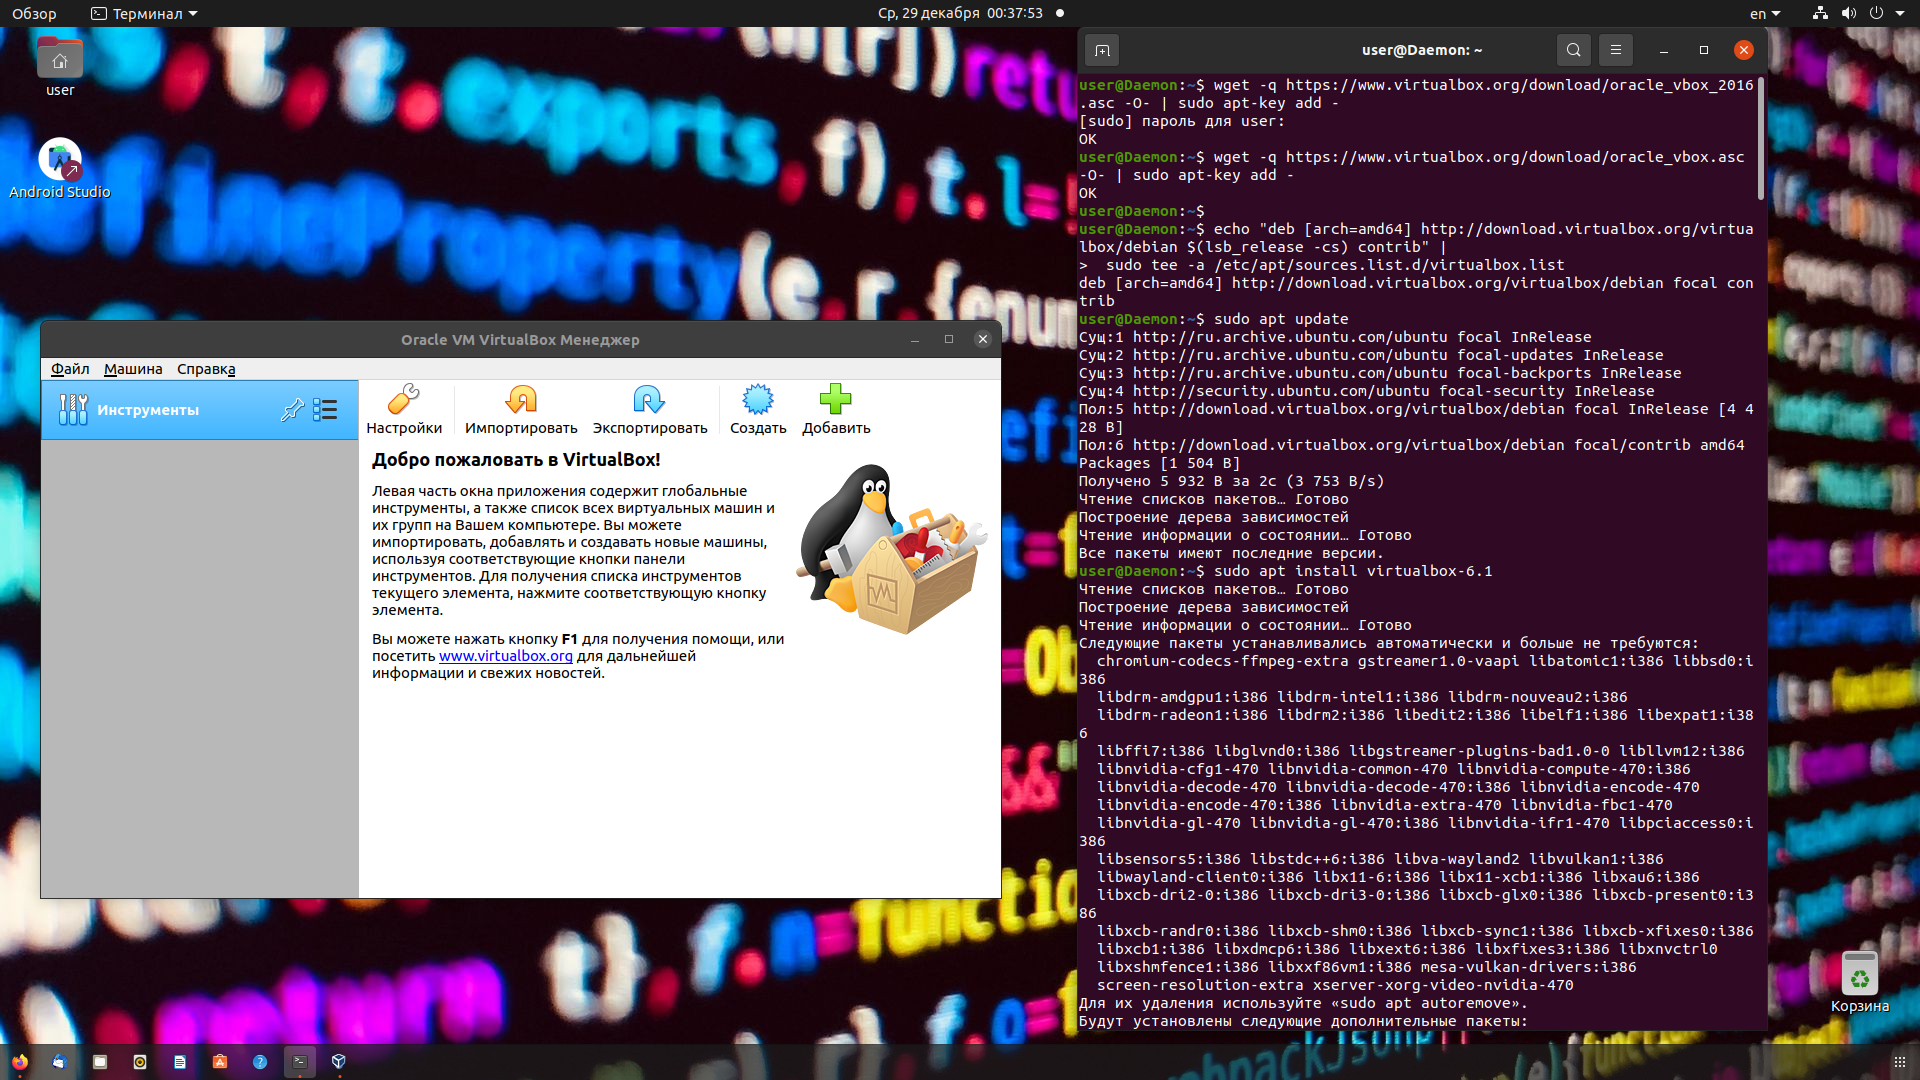 Обзор
Терминал
Ср, 29 декабря 00:37:53
en
user
Android Studio
Oracle VM VirtualBox Менеджер
Файл Машина Справка
Инструменты
Настройки Импортировать Экспортировать Создать Добавить
Добро пожаловать в VirtualBox!
Левая часть окна приложения содержит глобальные
инструменты, а также список всех виртуальных машин и
их групп на Вашем компьютере. Вы можете
импортировать, добавлять и создавать новые машины,
используя соответствующие кнопки панели
инструментов. Для получения списка инструментов
текущего элемента, нажмите соответствующую кнопку
элемента.
Вы можете нажать кнопку F1 для получения помощи, или
посетить www.virtualbox.org для дальнейшей
информации и свежих новостей.
user@Daemon: ~
user@Daemon:~$ wget -q https://www.virtualbox.org/download/oracle_vbox_2016
.asc -O- | sudo apt-key add -
[sudo] пароль для user:
OK
user@Daemon:~$ wget -q https://www.virtualbox.org/download/oracle_vbox.asc
-O- | sudo apt-key add -
OK
user@Daemon:~$
user@Daemon:~$ echo "deb [arch=amd64] http://download.virtualbox.org/virtua
lbox/debian $(lsb_release -cs) contrib" |
>  sudo tee -a /etc/apt/sources.list.d/virtualbox.list
deb [arch=amd64] http://download.virtualbox.org/virtualbox/debian focal con
trib
user@Daemon:~$ sudo apt update
Сущ:1 http://ru.archive.ubuntu.com/ubuntu focal InRelease
Сущ:2 http://ru.archive.ubuntu.com/ubuntu focal-updates InRelease
Сущ:3 http://ru.archive.ubuntu.com/ubuntu focal-backports InRelease
Сущ:4 http://security.ubuntu.com/ubuntu focal-security InRelease
Пол:5 http://download.virtualbox.org/virtualbox/debian focal InRelease [4 4
28 B]
Пол:6 http://download.virtualbox.org/virtualbox/debian focal/contrib amd64
Packages [1 504 B]
Получено 5 932 B за 2с (3 753 B/s)
Чтение списков пакетов… Готово
Построение дерева зависимостей
Чтение информации о состоянии… Готово
Все пакеты имеют последние версии.
user@Daemon:~$ sudo apt install virtualbox-6.1
Чтение списков пакетов… Готово
Построение дерева зависимостей
Чтение информации о состоянии… Готово
Следующие пакеты устанавливались автоматически и больше не требуются:
  chromium-codecs-ffmpeg-extra gstreamer1.0-vaapi libatomic1:i386 libbsd0:i
386
  libdrm-amdgpu1:i386 libdrm-intel1:i386 libdrm-nouveau2:i386
  libdrm-radeon1:i386 libdrm2:i386 libedit2:i386 libelf1:i386 libexpat1:i38
6
  libffi7:i386 libglvnd0:i386 libgstreamer-plugins-bad1.0-0 libllvm12:i386
  libnvidia-cfg1-470 libnvidia-common-470 libnvidia-compute-470:i386
  libnvidia-decode-470 libnvidia-decode-470:i386 libnvidia-encode-470
  libnvidia-encode-470:i386 libnvidia-extra-470 libnvidia-fbc1-470
  libnvidia-gl-470 libnvidia-gl-470:i386 libnvidia-ifr1-470 libpciaccess0:i
386
  libsensors5:i386 libstdc++6:i386 libva-wayland2 libvulkan1:i386
  libwayland-client0:i386 libx11-6:i386 libx11-xcb1:i386 libxau6:i386
  libxcb-dri2-0:i386 libxcb-dri3-0:i386 libxcb-glx0:i386 libxcb-present0:i3
86
  libxcb-randr0:i386 libxcb-shm0:i386 libxcb-sync1:i386 libxcb-xfixes0:i386
  libxcb1:i386 libxdmcp6:i386 libxext6:i386 libxfixes3:i386 libxnvctrl0
  libxshmfence1:i386 libxxf86vm1:i386 mesa-vulkan-drivers:i386
  screen-resolution-extra xserver-xorg-video-nvidia-470
Для их удаления используйте «sudo apt autoremove».
Будут установлены следующие дополнительные пакеты:
Корзина